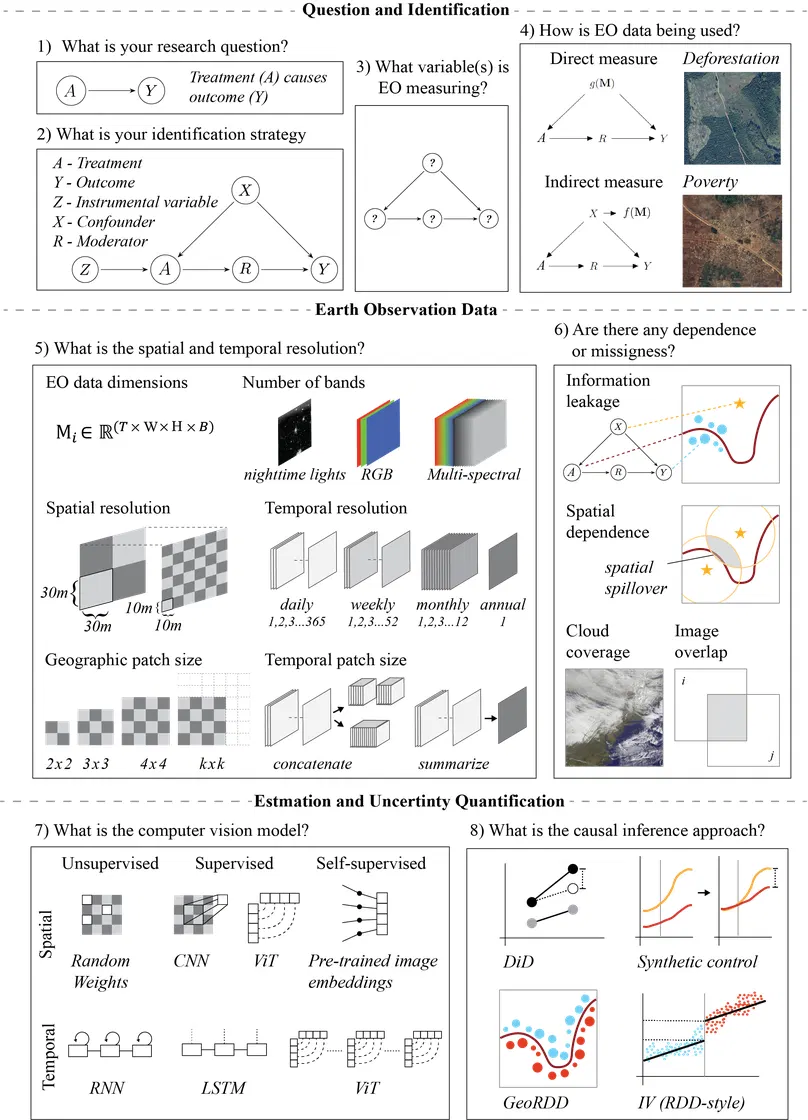 Question and Identification
1) What is your research question?
A
Y
Treatment (A) causes
outcome (Y)
2) What is your identification strategy
A - Treatment
Y - Outcome
Z - Instrumental variable
X - Confounder
R - Moderator
X
Z
A
R
Y
3) What variable(s) is
EO measuring?
?
? ? ?
4) How is EO data being used?
Direct measure
Deforestation
g(M)
A R Y
Indirect measure
Poverty
X f(M)
A R Y
Earth Observation Data
5) What is the spatial and temporal resolution?
EO data dimensions
M𝑖 ∈ ℝ(T × W × H × B)
Number of bands
nighttime lights RGB Multi-spectral
Spatial resolution
30m
30m
10m
10m
Temporal resolution
daily weekly monthly annual
1,2,3...365 1,2,3...52 1,2,3...12 1
Geographic patch size
2x2 3x3 4x4 kxk
Temporal patch size
concatenate summarize
6) Are there any dependence
or missigness?
Information
leakage
X
A R Y
Spatial
dependence
spatial
spillover
Cloud
coverage
Image
overlap
i
j
Estmation and Uncertinty Quantification
7) What is the computer vision model?
Unsupervised Supervised Self-supervised
Spatial
Random
Weights
CNN
ViT
Pre-trained image
embeddings
Temporal
RNN LSTM ViT
8) What is the causal inference approach?
DiD Synthetic control
GeoRDD IV (RDD-style)